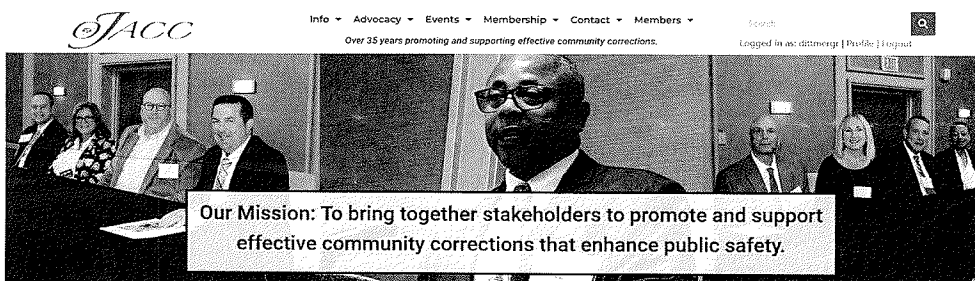 OJACC
Info Advocacy Events Membership Contact Members
Search
Over 35 years promoting and supporting effective community corrections.
Logged in as: dittmergr | Profile | Logout
Our Mission: To bring together stakeholders to promote and support
effective community corrections that enhance public safety.